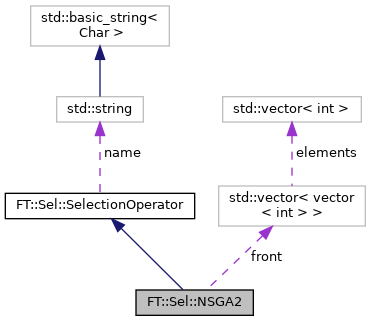 std::basic_string<
Char >
std::string
std::vector< int >
name
elements
FT::Sel::SelectionOperator
std::vector< vector
< int > >
front
FT::Sel::NSGA2